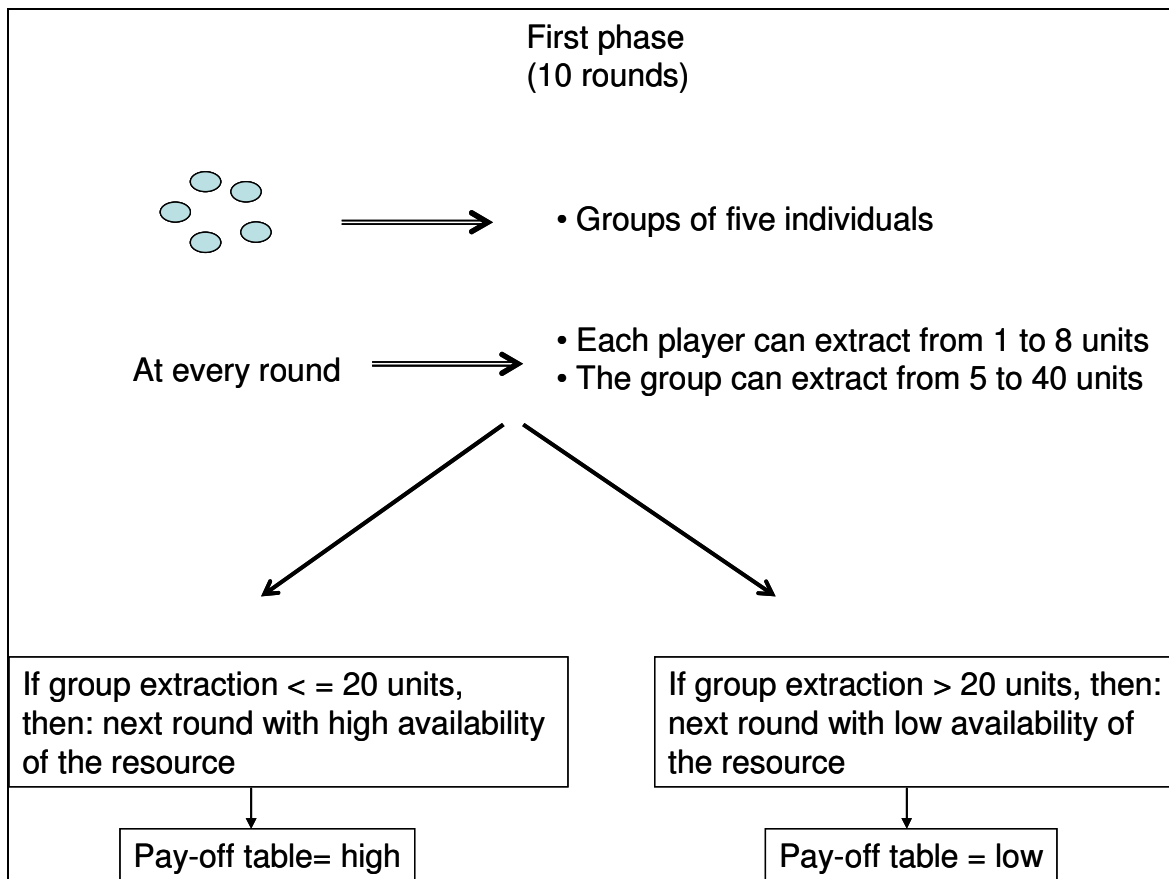 First phase
(10 rounds)
• Groups of five individuals
At every round
• Each player can extract from 1 to 8 units
• The group can extract from 5 to 40 units
If group extraction < = 20 units,
then: next round with high availability
of the resource
If group extraction > 20 units, then:
next round with low availability of
the resource
Pay-off table= high
Pay-off table = low